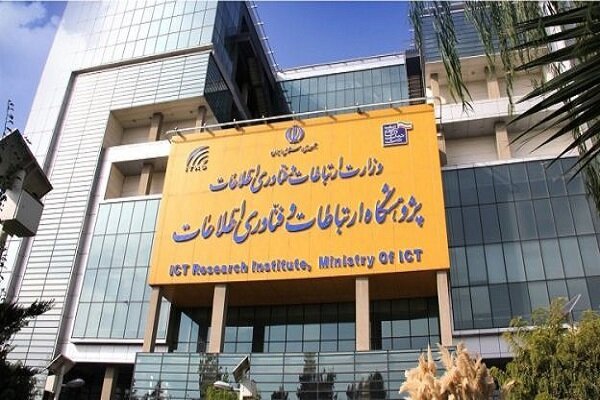 جمهوری اسلامی ایران
وزارت ارتباطات و فناوری اطلاعات
پژوهشگاه ارتباطات و فناوری اطلاعات
ICT Research Institute, Ministry Of ICT